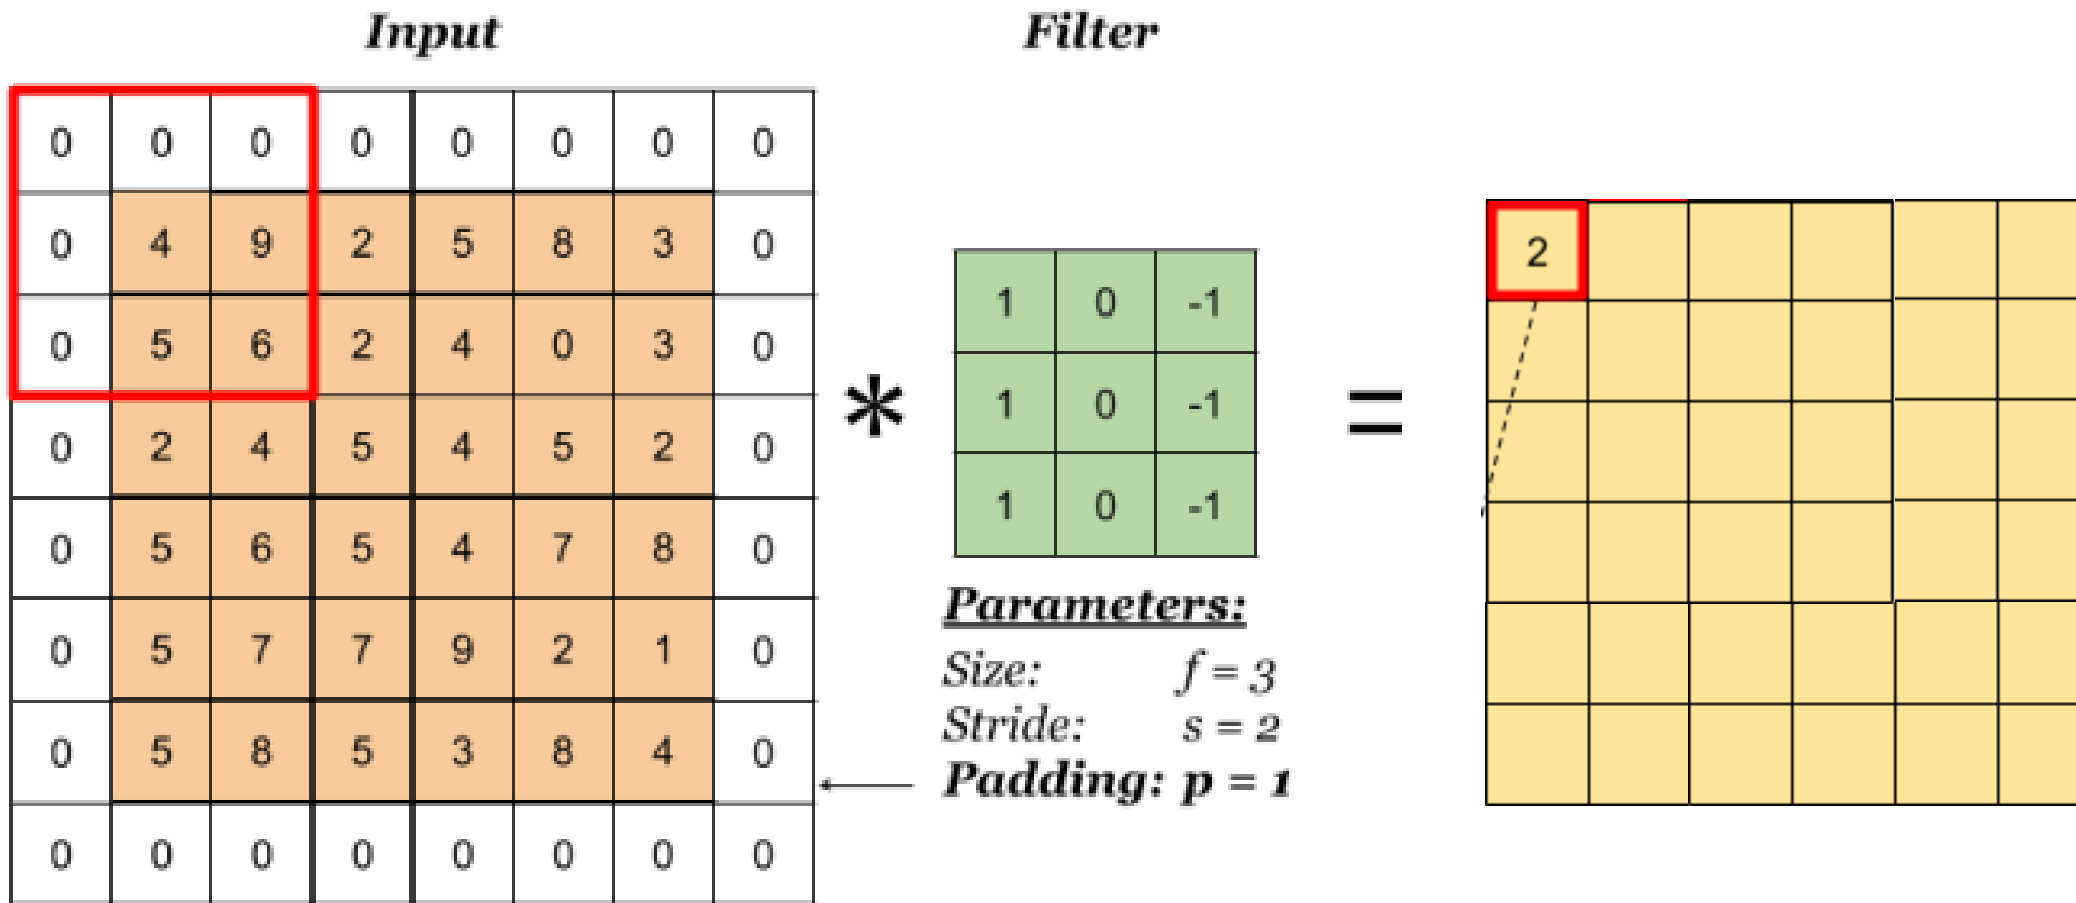 Input Filter
0 0 0 0 0 0 0 0
0 4 9 2 5 8 3 0
0 5 6 2 4 0 3 0
0 2 4 5 4 5 2 0
0 5 6 5 4 7 8 0
0 5 7 7 9 2 1 0
0 5 8 5 3 8 4 0
0 0 0 0 0 0 0 0
*
1 0 -1
1 0 -1
1 0 -1
Parameters:
Size: f = 3
Stride: s = 2
Padding: p = 1
=
2